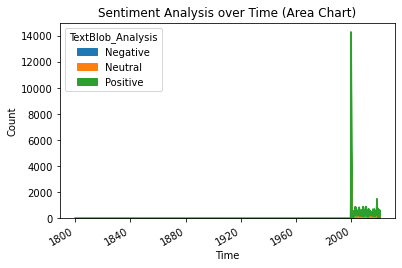 Sentiment Analysis over Time (Area Chart)
TextBlob_Analysis
Negative
Neutral
Positive
14000
12000
10000
8000
6000
4000
2000
0
Count
1800
1840
1880
1920
1960
2000
Time